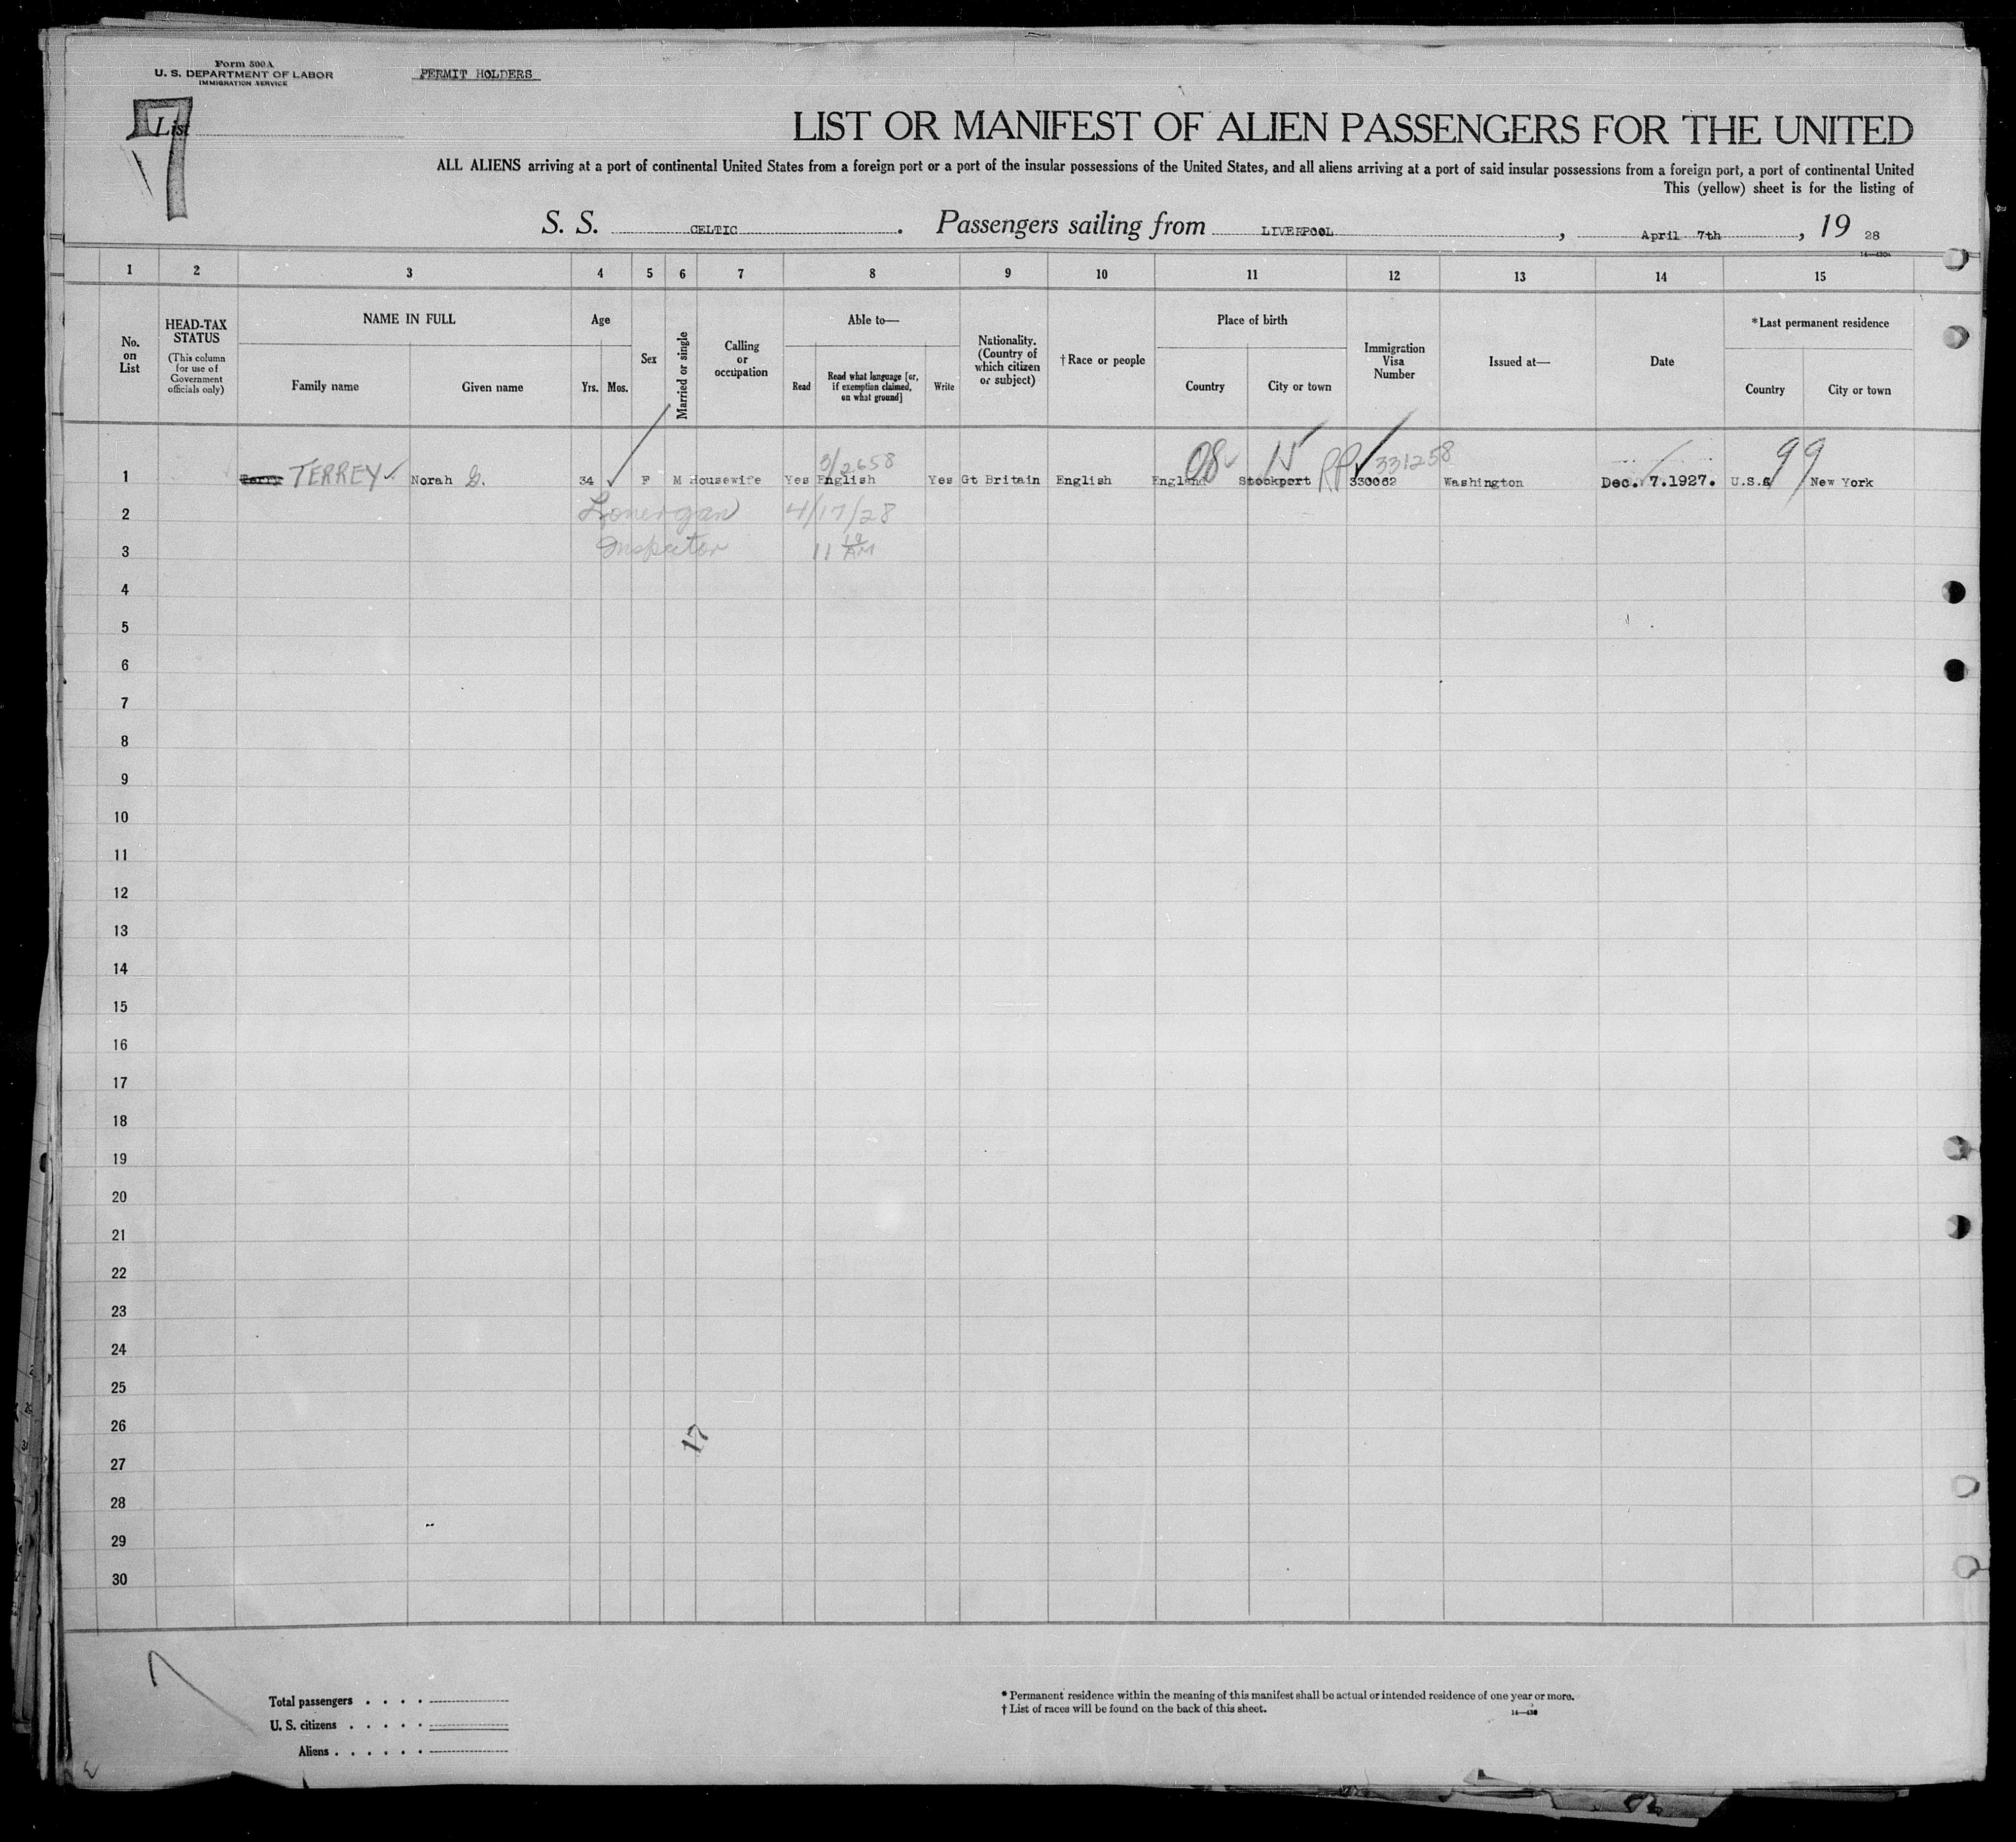 Form 500A
U. S. DEPARTMENT OF LABOR
IMMIGRATION SERVICE
PERMIT HOLDERS
List
7
LIST OR MANIFEST OF ALIEN PASSENGERS FOR THE UNITED
ALL ALIENS arriving at a port of continental United States from a foreign port or a port of the insular possessions of the United States, and all aliens arriving at a port of said insular possessions from a foreign port, a port of continental United
This (yellow) sheet is for the listing of
S. S. CELTIC. Passengers sailing from LIVERPOOL, April 7th, 19 28
1 2 3 4 5 6 7 8 9 10 11 12 13 14 15
No. on List
HEAD-TAX STATUS
(This column for use of Government officials only)
NAME IN FULL
Family name
Given name
Age
Yrs. Mos.
Sex
Married or single
Calling or occupation
Able to—
Read
Read what language [or, if exemption claimed, on what ground]
Write
Nationality. (Country of which citizen or subject)
†Race or people
Place of birth
Country
City or town
Immigration Visa Number
Issued at—
Date
*Last permanent residence
Country
City or town
08 15 RP 331258 99
3/2658
1 Terry TERREY Norah G. 34 F M Housewife Yes English Yes Gt Britain English England Stockport 330062 Washington Dec. 7.1927. U.S.A New York
2 Lonergan 4/17/28
3 Inspector 11 10 AM
4
5
6
7
8
9
10
11
12
13
14
15
16
17
18
19
20
21
22
23
24
25
26
17
27
28
29
30
Total passengers . . . .
U. S. citizens . . . . .
Aliens . . . . . .
* Permanent residence within the meaning of this manifest shall be actual or intended residence of one year or more.
† List of races will be found on the back of this sheet.
14—430